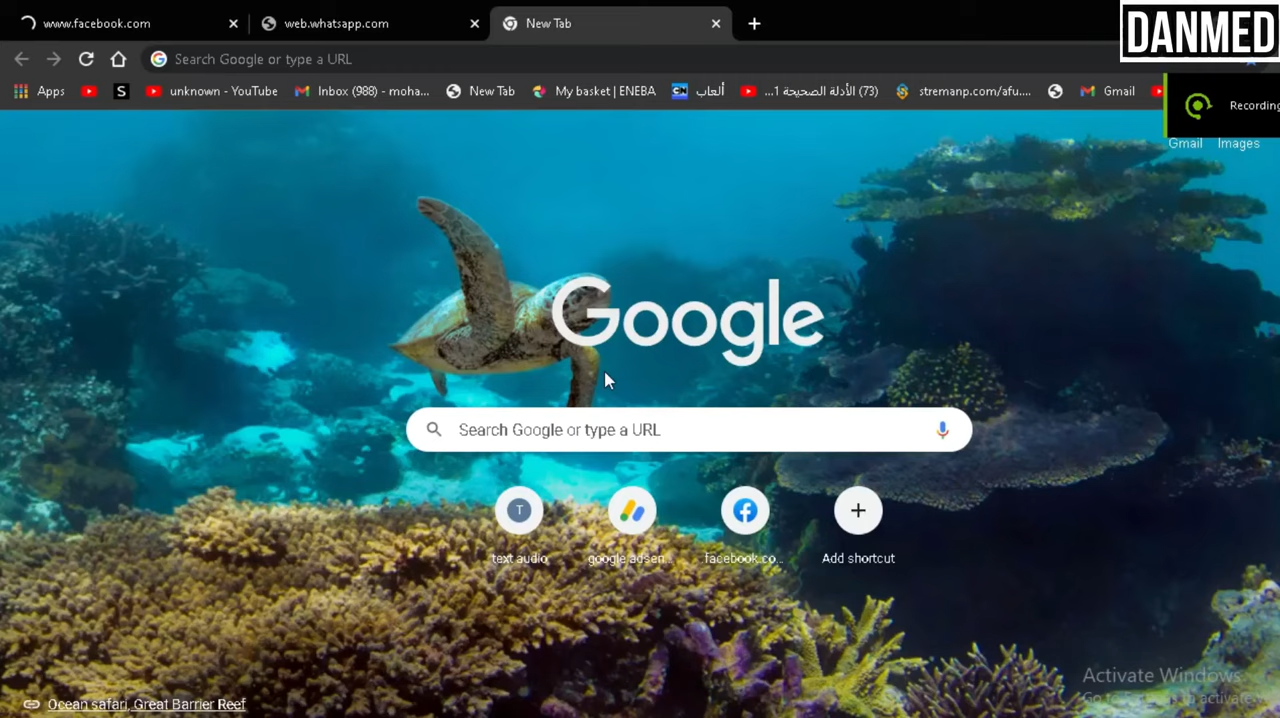 www.facebook.com
web.whatsapp.com
New Tab
DANMED
Search Google or type a URL
Apps
S
unknown - YouTube
Inbox (988) - moha...
New Tab
My basket | ENEBA
CN
ألعاب
(73) الأدلة الصحيحة 1...
stremanp.com/afu....
Gmail
Recording
Gmail
Images
Google
Search Google or type a URL
T
text audio
google adsen...
facebook.co...
Add shortcut
Activate Windows
Ocean safari, Great Barrier Reef